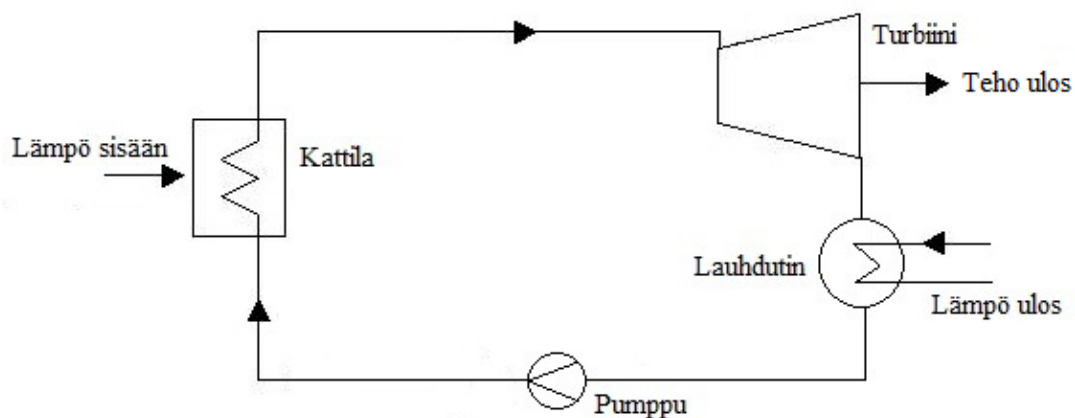 Turbiini
Teho ulos
Lämpö sisään
Kattila
Lauhdutin
Lämpö ulos
Pumppu